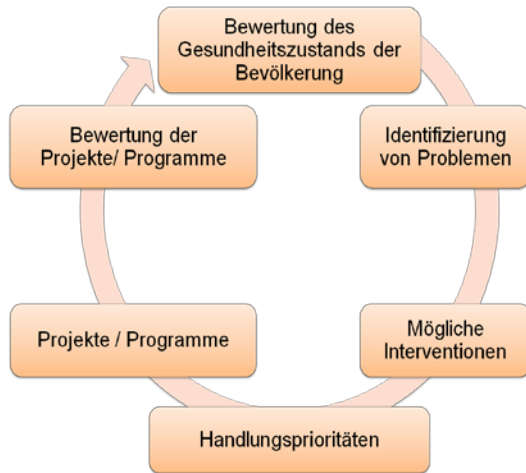 Bewertung des
Gesundheitszustands der
Bevölkerung
Identifizierung
von Problemen
Mögliche
Interventionen
Handlungsprioritäten
Projekte / Programme
Bewertung der
Projekte/ Programme